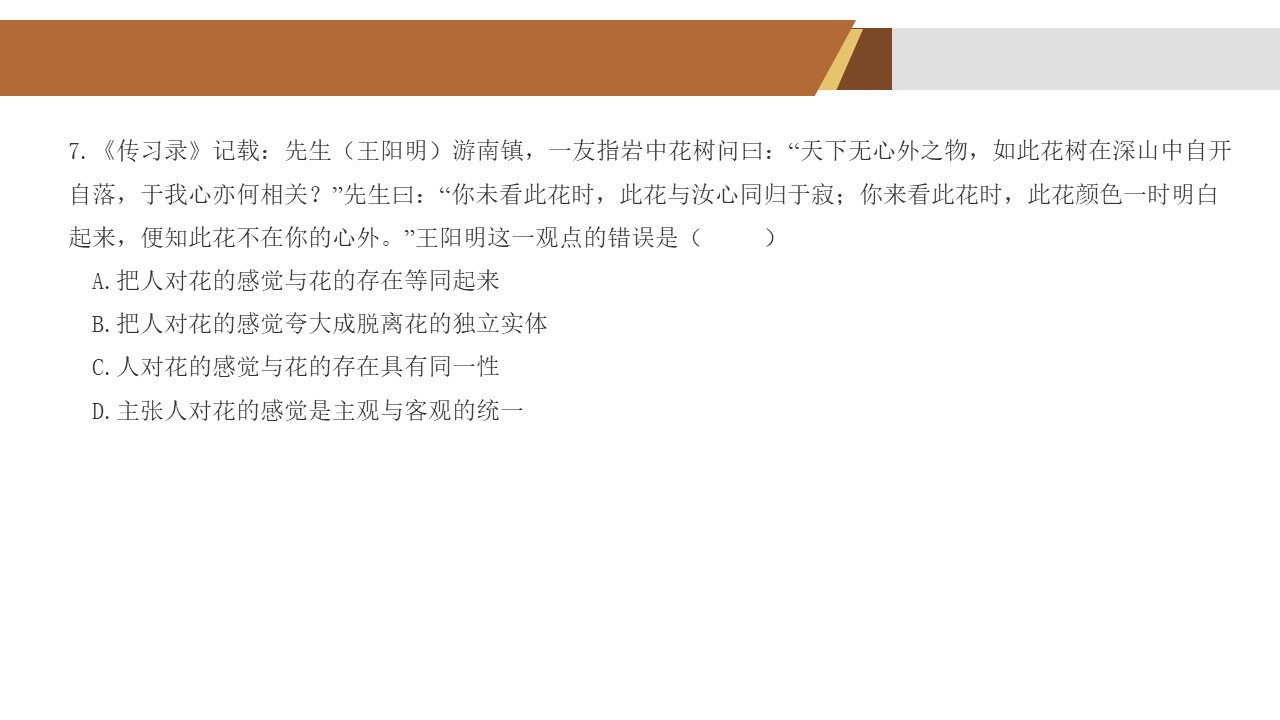 7.《传习录》记载：先生（王阳明）游南镇，一友指岩中花树问曰：“天下无心外之物，如此花树在深山中自开
自落，于我心亦何相关？”先生曰：“你未看此花时，此花与汝心同归于寂；你来看此花时，此花颜色一时明白
起来，便知此花不在你的心外。”王阳明这一观点的错误是（　　）
A.把人对花的感觉与花的存在等同起来
B.把人对花的感觉夸大成脱离花的独立实体
C.人对花的感觉与花的存在具有同一性
D.主张人对花的感觉是主观与客观的统一